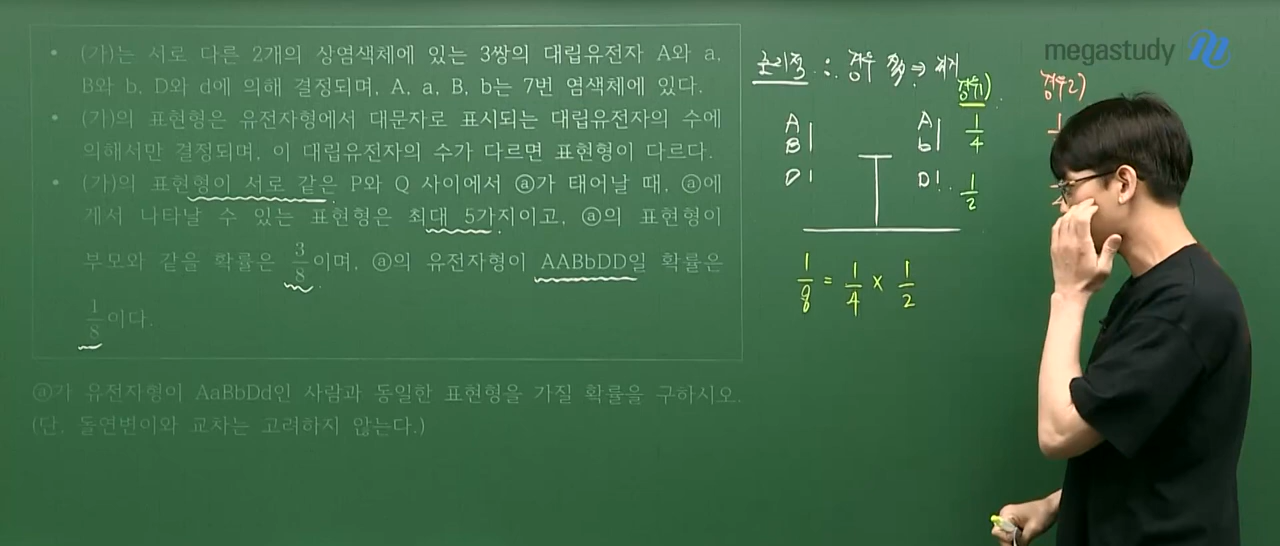 megastudy
• (가)는 서로 다른 2개의 상염색체에 있는 3쌍의 대립유전자 A와 a,
B와 b, D와 d에 의해 결정되며, A, a, B, b는 7번 염색체에 있다.
• (가)의 표현형은 유전자형에서 대문자로 표시되는 대립유전자의 수에
의해서만 결정되며, 이 대립유전자의 수가 다르면 표현형이 다르다.
• (가)의 표현형이 서로 같은 P와 Q 사이에서 ⓐ가 태어날 때, ⓐ에
게서 나타날 수 있는 표현형은 최대 5가지이고, ⓐ의 표현형이
부모와 같을 확률은 3/8이며, ⓐ의 유전자형이 AABbDD일 확률은
1/8이다.
ⓐ가 유전자형이 AaBbDd인 사람과 동일한 표현형을 가질 확률을 구하시오.
(단, 돌연변이와 교차는 고려하지 않는다.)
논리적 : 경우 ⇒
경우1)
경우2)
A A 1/4
B b
D D 1/2
1/8 = 1/4 × 1/2